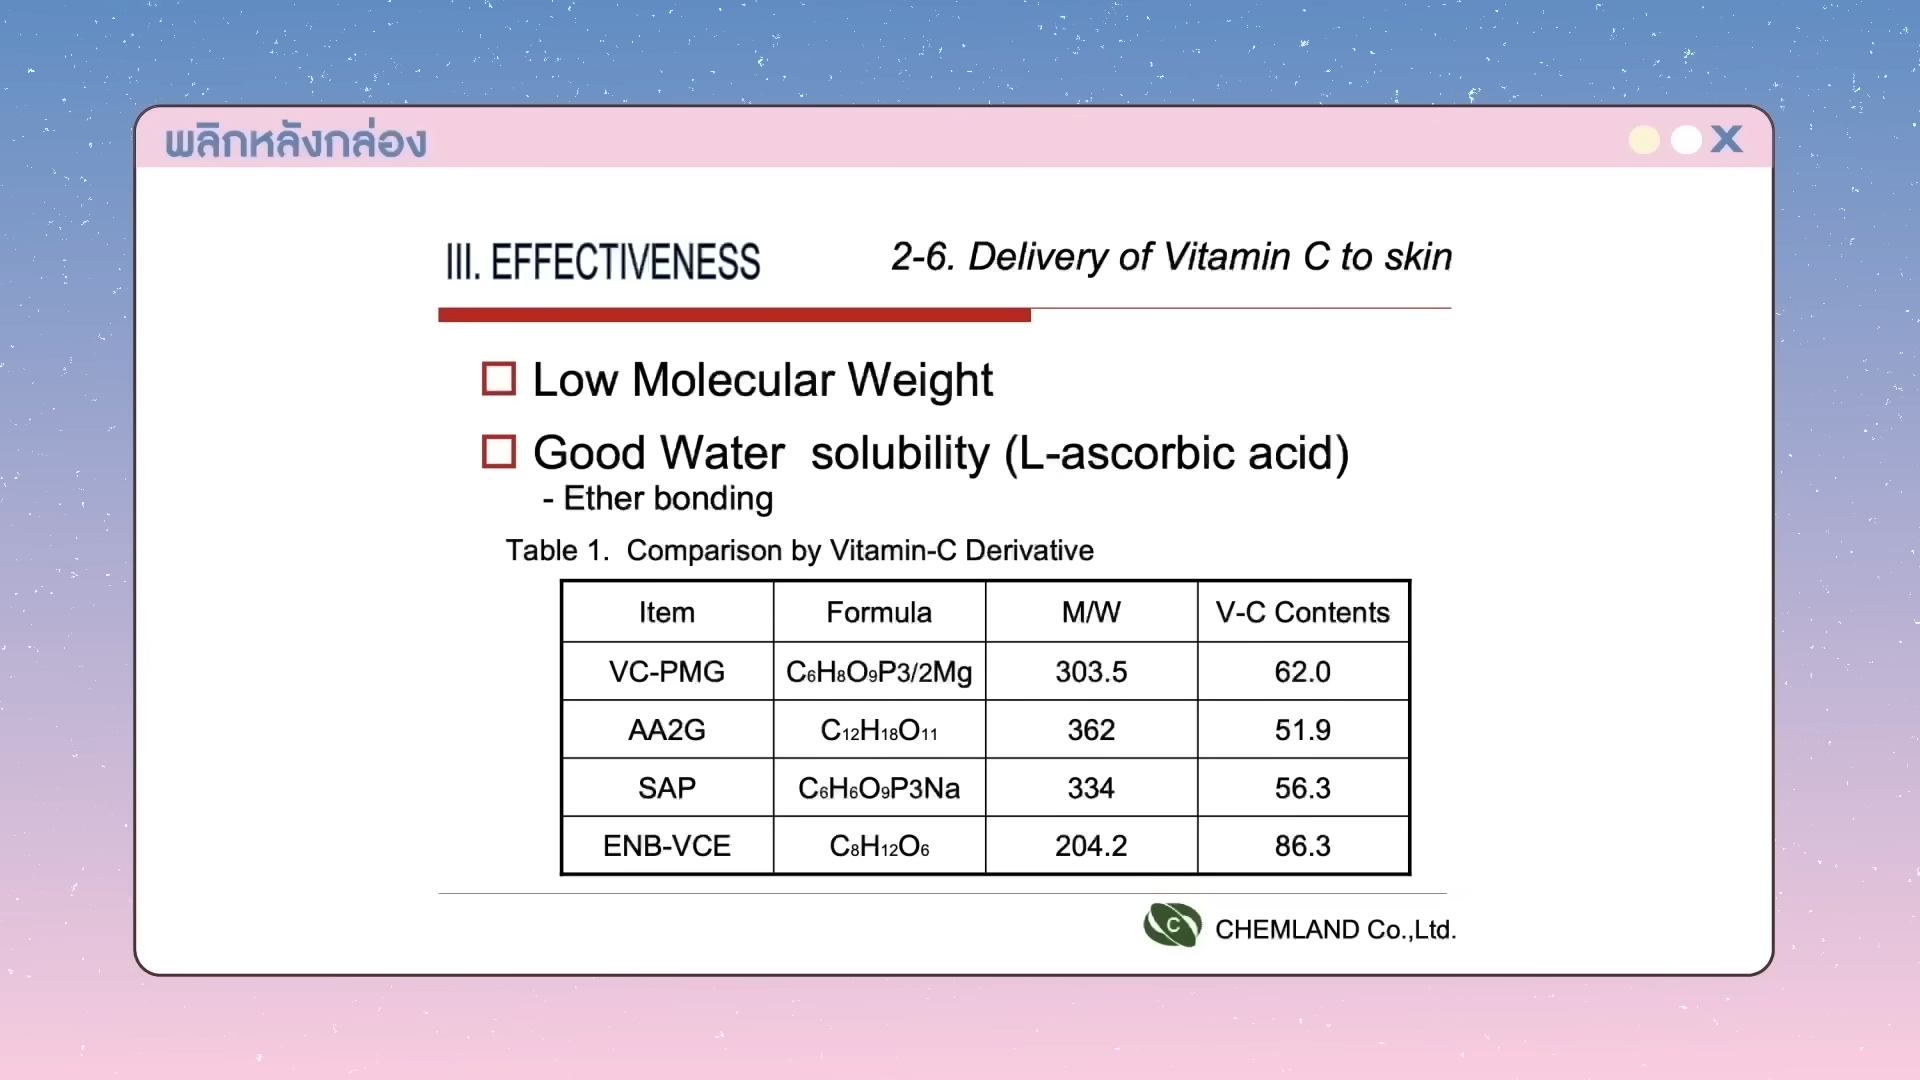 พลิกหลังกล่อง
X
III. EFFECTIVENESS
2-6. Delivery of Vitamin C to skin
Low Molecular Weight
Good Water solubility (L-ascorbic acid)
- Ether bonding
Table 1. Comparison by Vitamin-C Derivative
Item Formula M/W V-C Contents
VC-PMG C₆H₈O₉P3/2Mg 303.5 62.0
AA2G C₁₂H₁₈O₁₁ 362 51.9
SAP C₆H₆O₉P3Na 334 56.3
ENB-VCE C₈H₁₂O₆ 204.2 86.3
C CHEMLAND Co.,Ltd.